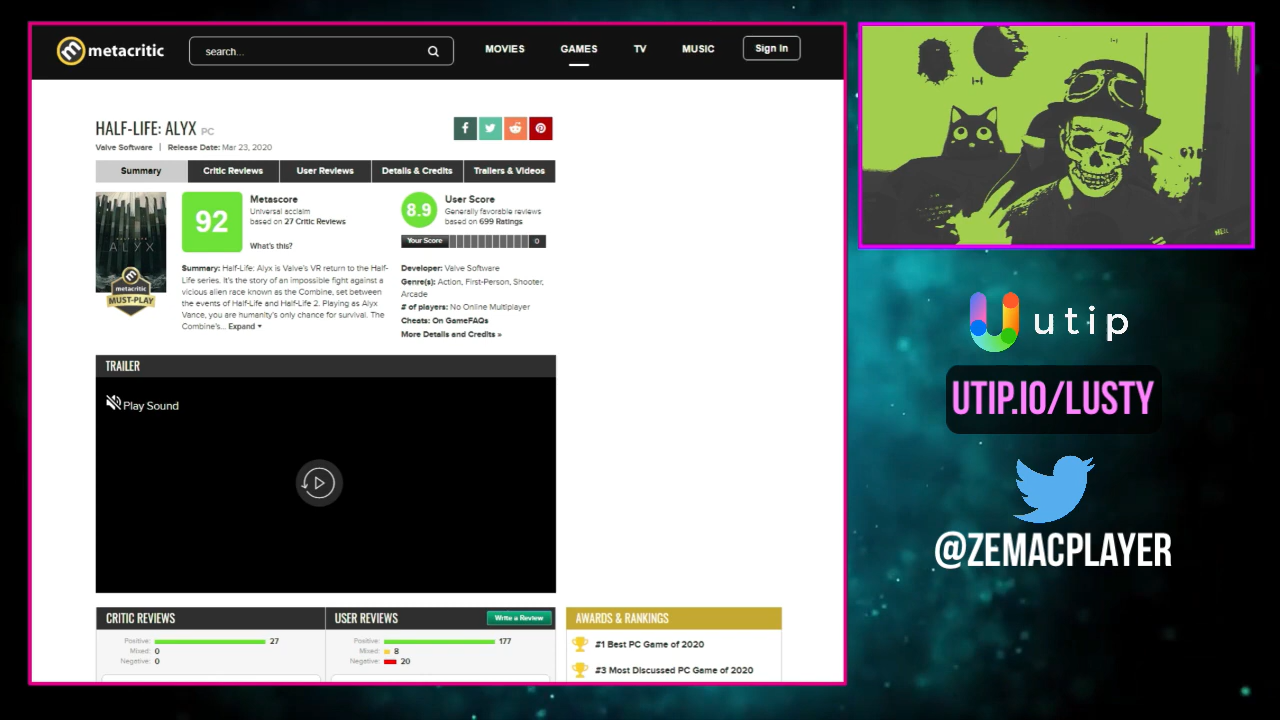 metacritic
search...
MOVIES
GAMES
TV
MUSIC
Sign In
HALF-LIFE: ALYX PC
Valve Software | Release Date: Mar 23, 2020
Summary
Critic Reviews
User Reviews
Details & Credits
Trailers & Videos
ALYX
metacritic
MUST-PLAY
92
Metascore
Universal acclaim
based on 27 Critic Reviews
What's this?
8.9
User Score
Generally favorable reviews
based on 699 Ratings
Your Score
0
Summary: Half-Life: Alyx is Valve's VR return to the Half-
Life series. It's the story of an impossible fight against a
vicious alien race known as the Combine, set between
the events of Half-Life and Half-Life 2. Playing as Alyx
Vance, you are humanity's only chance for survival. The
Combine's... Expand
Developer: Valve Software
Genre(s): Action, First-Person, Shooter,
Arcade
# of players: No Online Multiplayer
Cheats: On GameFAQs
More Details and Credits »
TRAILER
Play Sound
CRITIC REVIEWS
Positive: 27
Mixed: 0
Negative: 0
USER REVIEWS
Write a Review
Positive: 177
Mixed: 8
Negative: 20
AWARDS & RANKINGS
#1 Best PC Game of 2020
#3 Most Discussed PC Game of 2020
utip
UTIP.IO/LUSTY
@ZEMACPLAYER